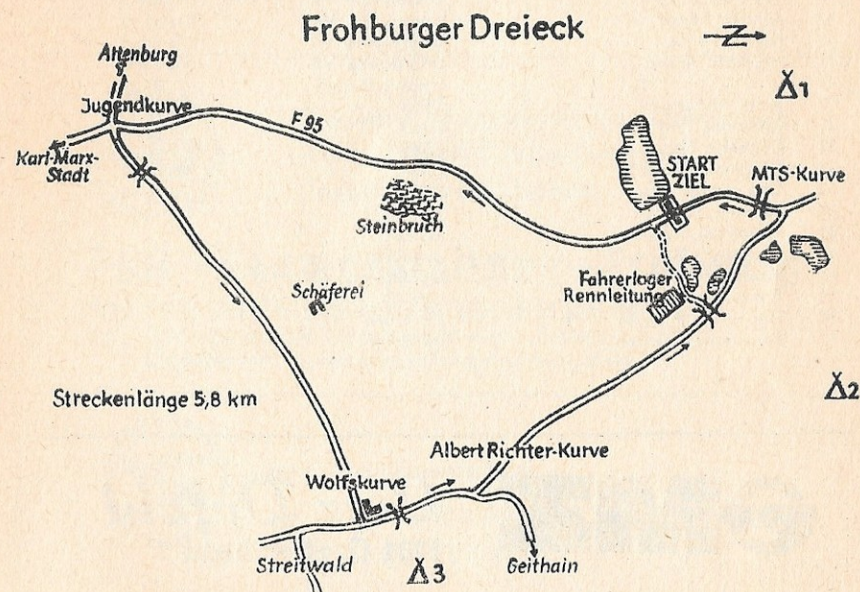 Frohburger Dreieck
Z
Altenburg
1
Jugendkurve
F 95
Karl-Marx-
Stadt
START
ZIEL
MTS-Kurve
Steinbruch
Schäferei
Fahrerlager
Rennleitung
Streckenlänge 5,8 km
2
Albert Richter-Kurve
Wolfskurve
Streitwald
3
Geithain